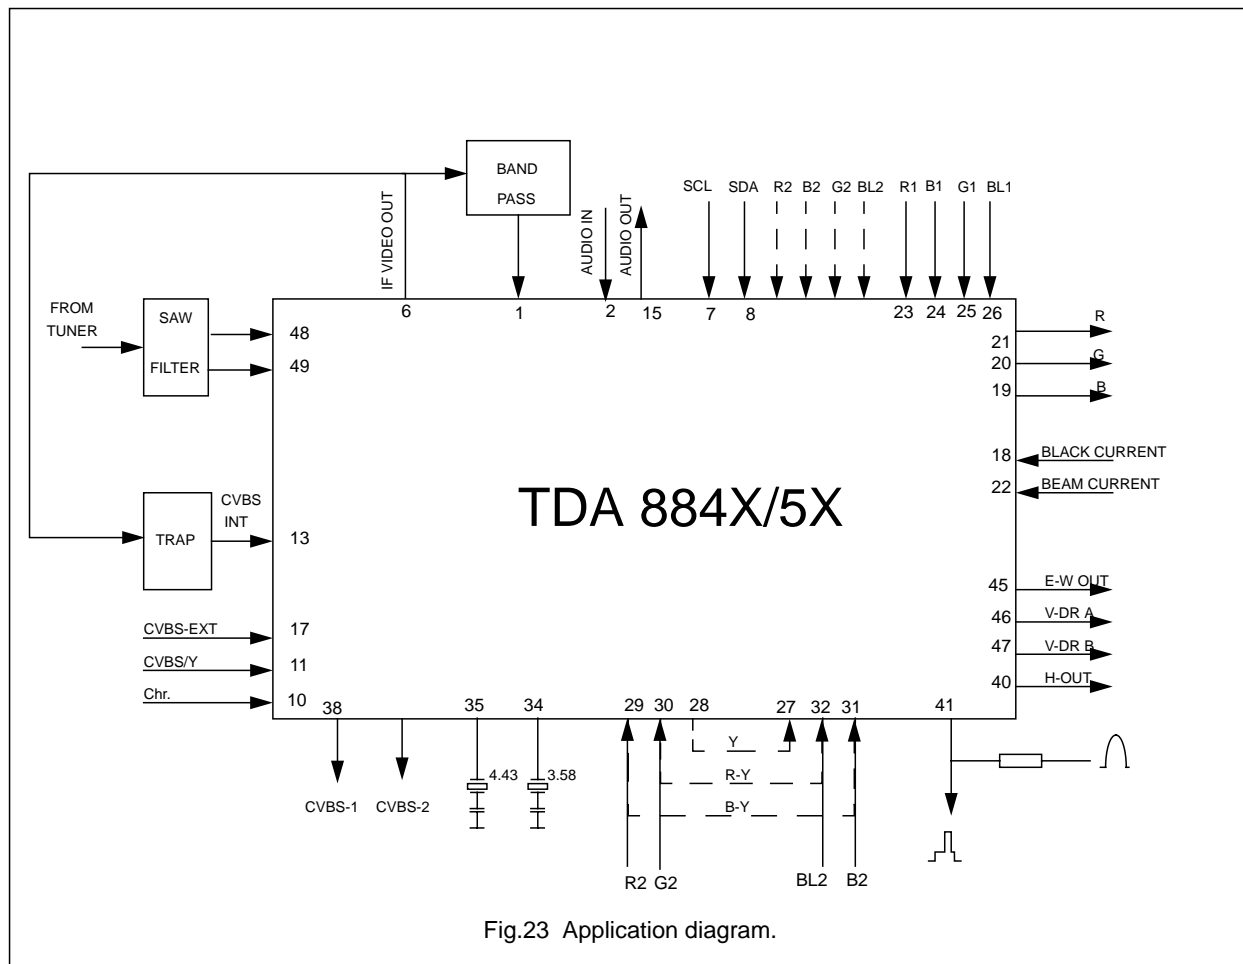 BAND
PASS
IF VIDEO OUT
AUDIO IN
AUDIO OUT
SCL
SDA
R2
B2
G2
BL2
R1
B1
G1
BL1
6
1
2
15
7
8
23
24
25
26
FROM
TUNER
SAW
FILTER
48
49
21
R
20
G
19
B
18
BLACK CURRENT
22
BEAM CURRENT
TDA 884X/5X
CVBS
INT
TRAP
13
45
E-W OUT
46
V-DR A
47
V-DR B
40
H-OUT
CVBS-EXT
17
CVBS/Y
11
Chr.
10
38
35
34
29
30
28
27
32
31
41
Y
R-Y
B-Y
4.43
3.58
CVBS-1
CVBS-2
R2
G2
BL2
B2
Fig.23 Application diagram.